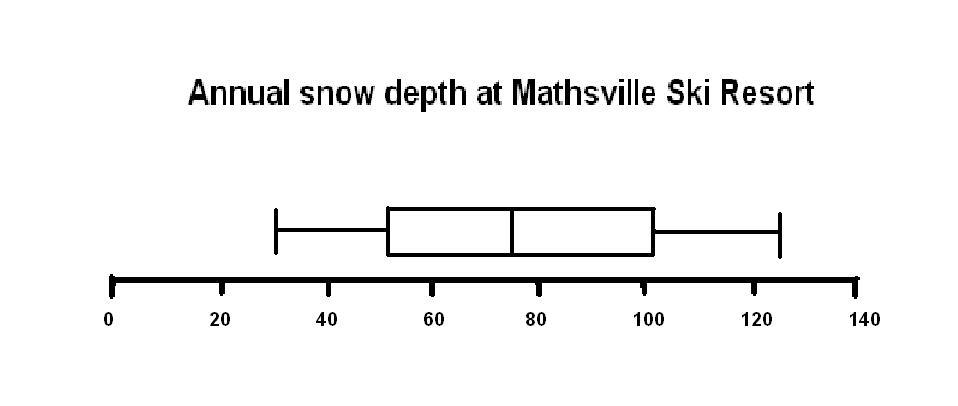 Annual snow depth at Mathsville Ski Resort
0 20 40 60 80 100 120 140